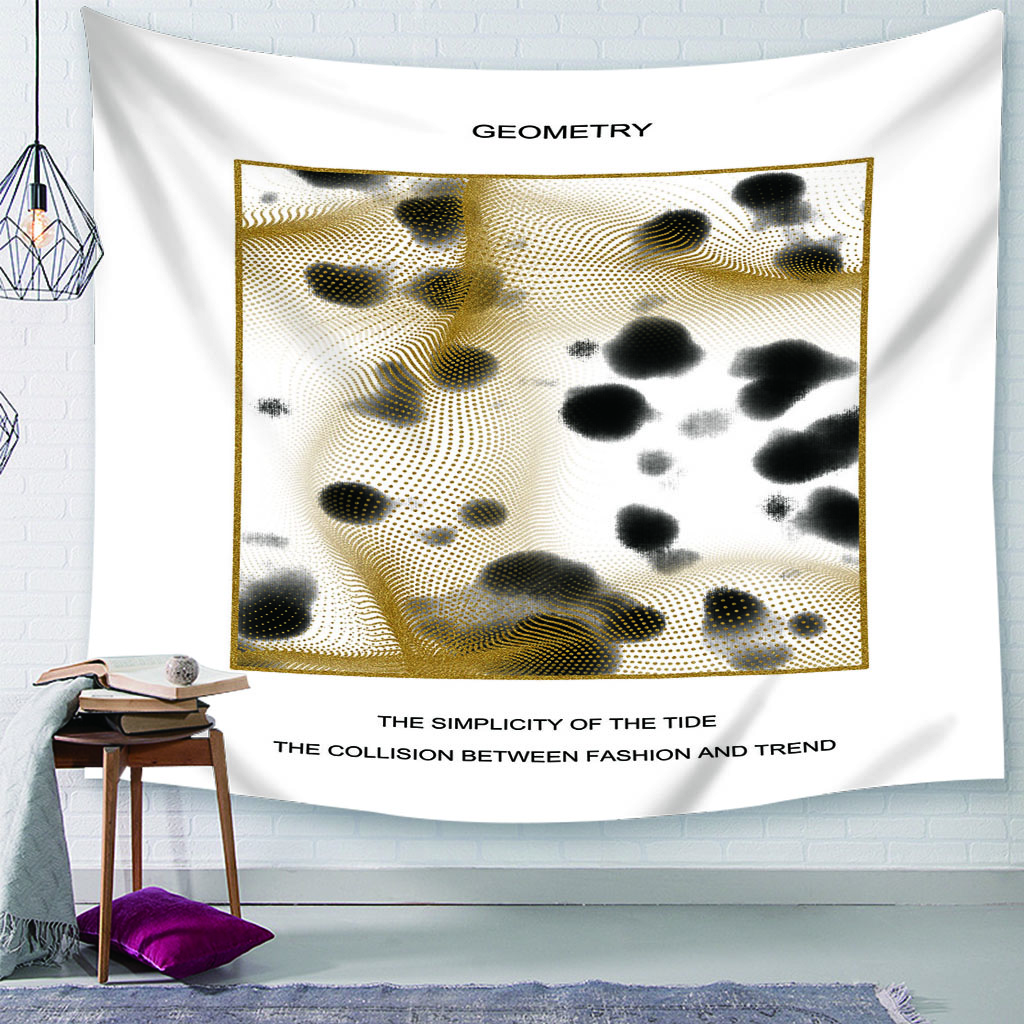 GEOMETRY
THE SIMPLICITY OF THE TIDE
THE COLLISION BETWEEN FASHION AND TREND